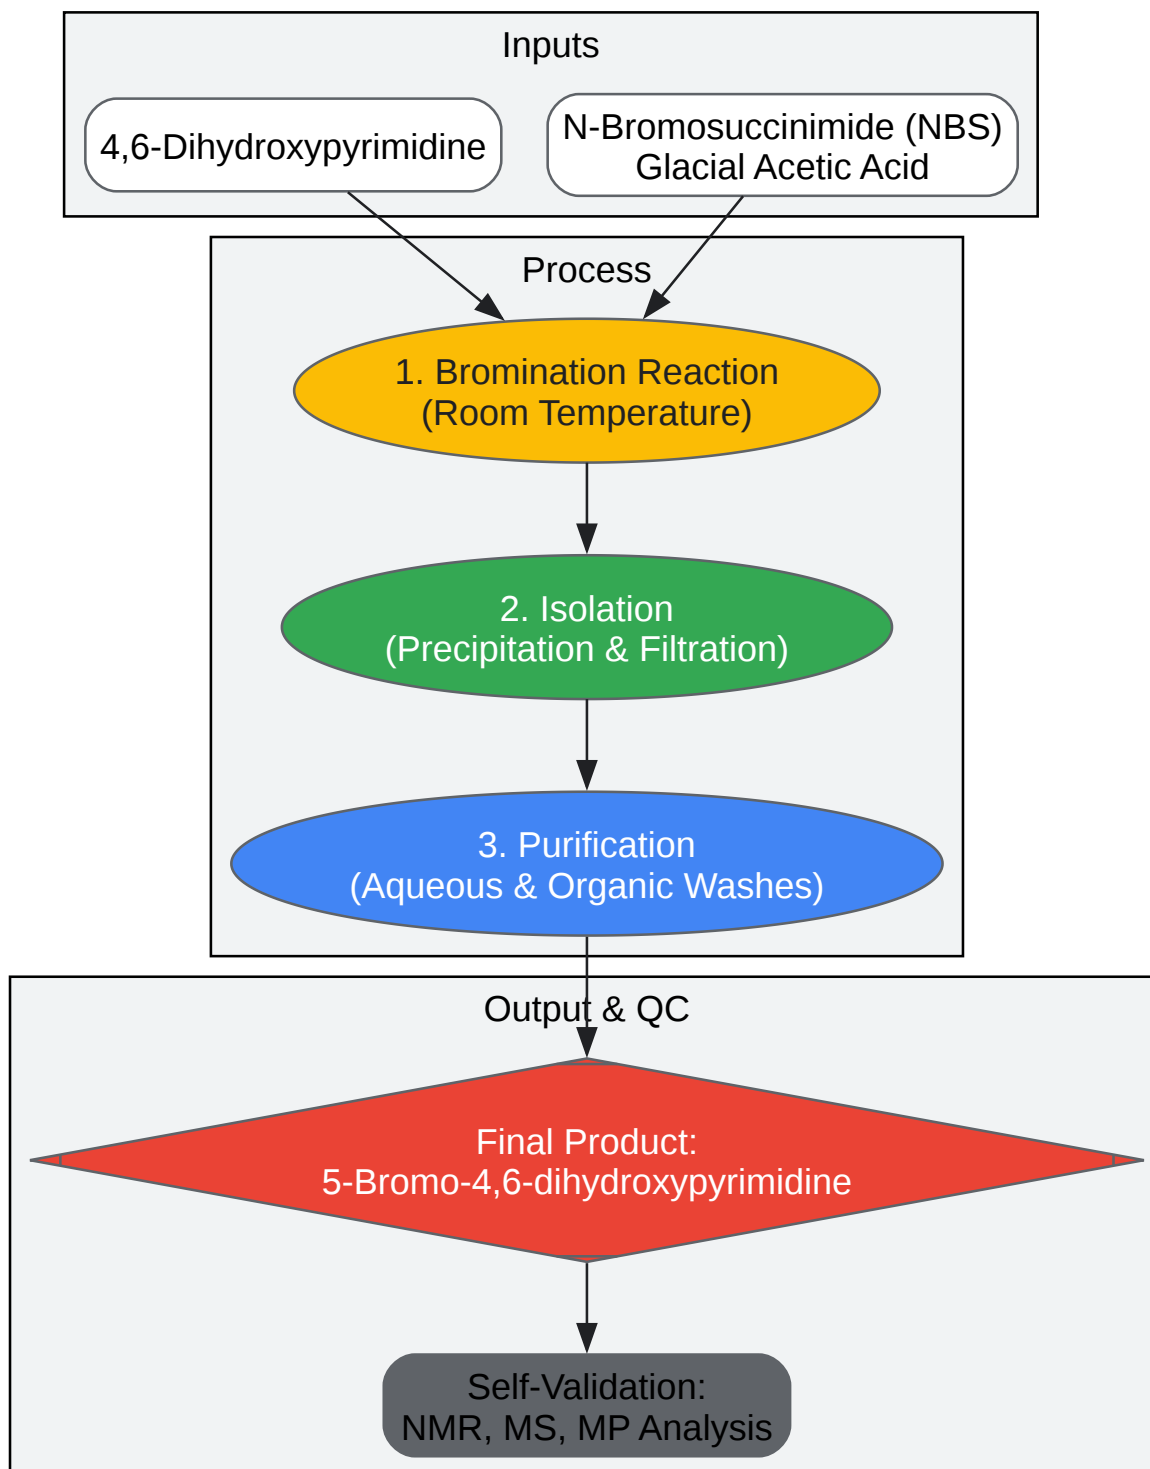 Inputs
4,6-Dihydroxypyrimidine
N-Bromosuccinimide (NBS)
Glacial Acetic Acid
Process
1. Bromination Reaction
(Room Temperature)
2. Isolation
(Precipitation & Filtration)
3. Purification
(Aqueous & Organic Washes)
Output & QC
Final Product:
5-Bromo-4,6-dihydroxypyrimidine
Self-Validation:
NMR, MS, MP Analysis